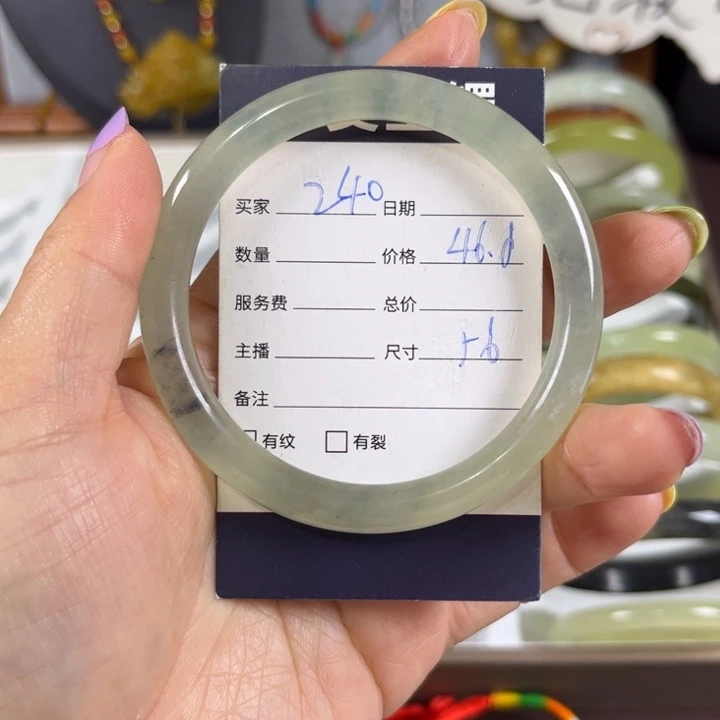 买家 240 日期
数量 价格 46.1
服务费 总价
主播 尺寸 56
备注
有纹 有裂